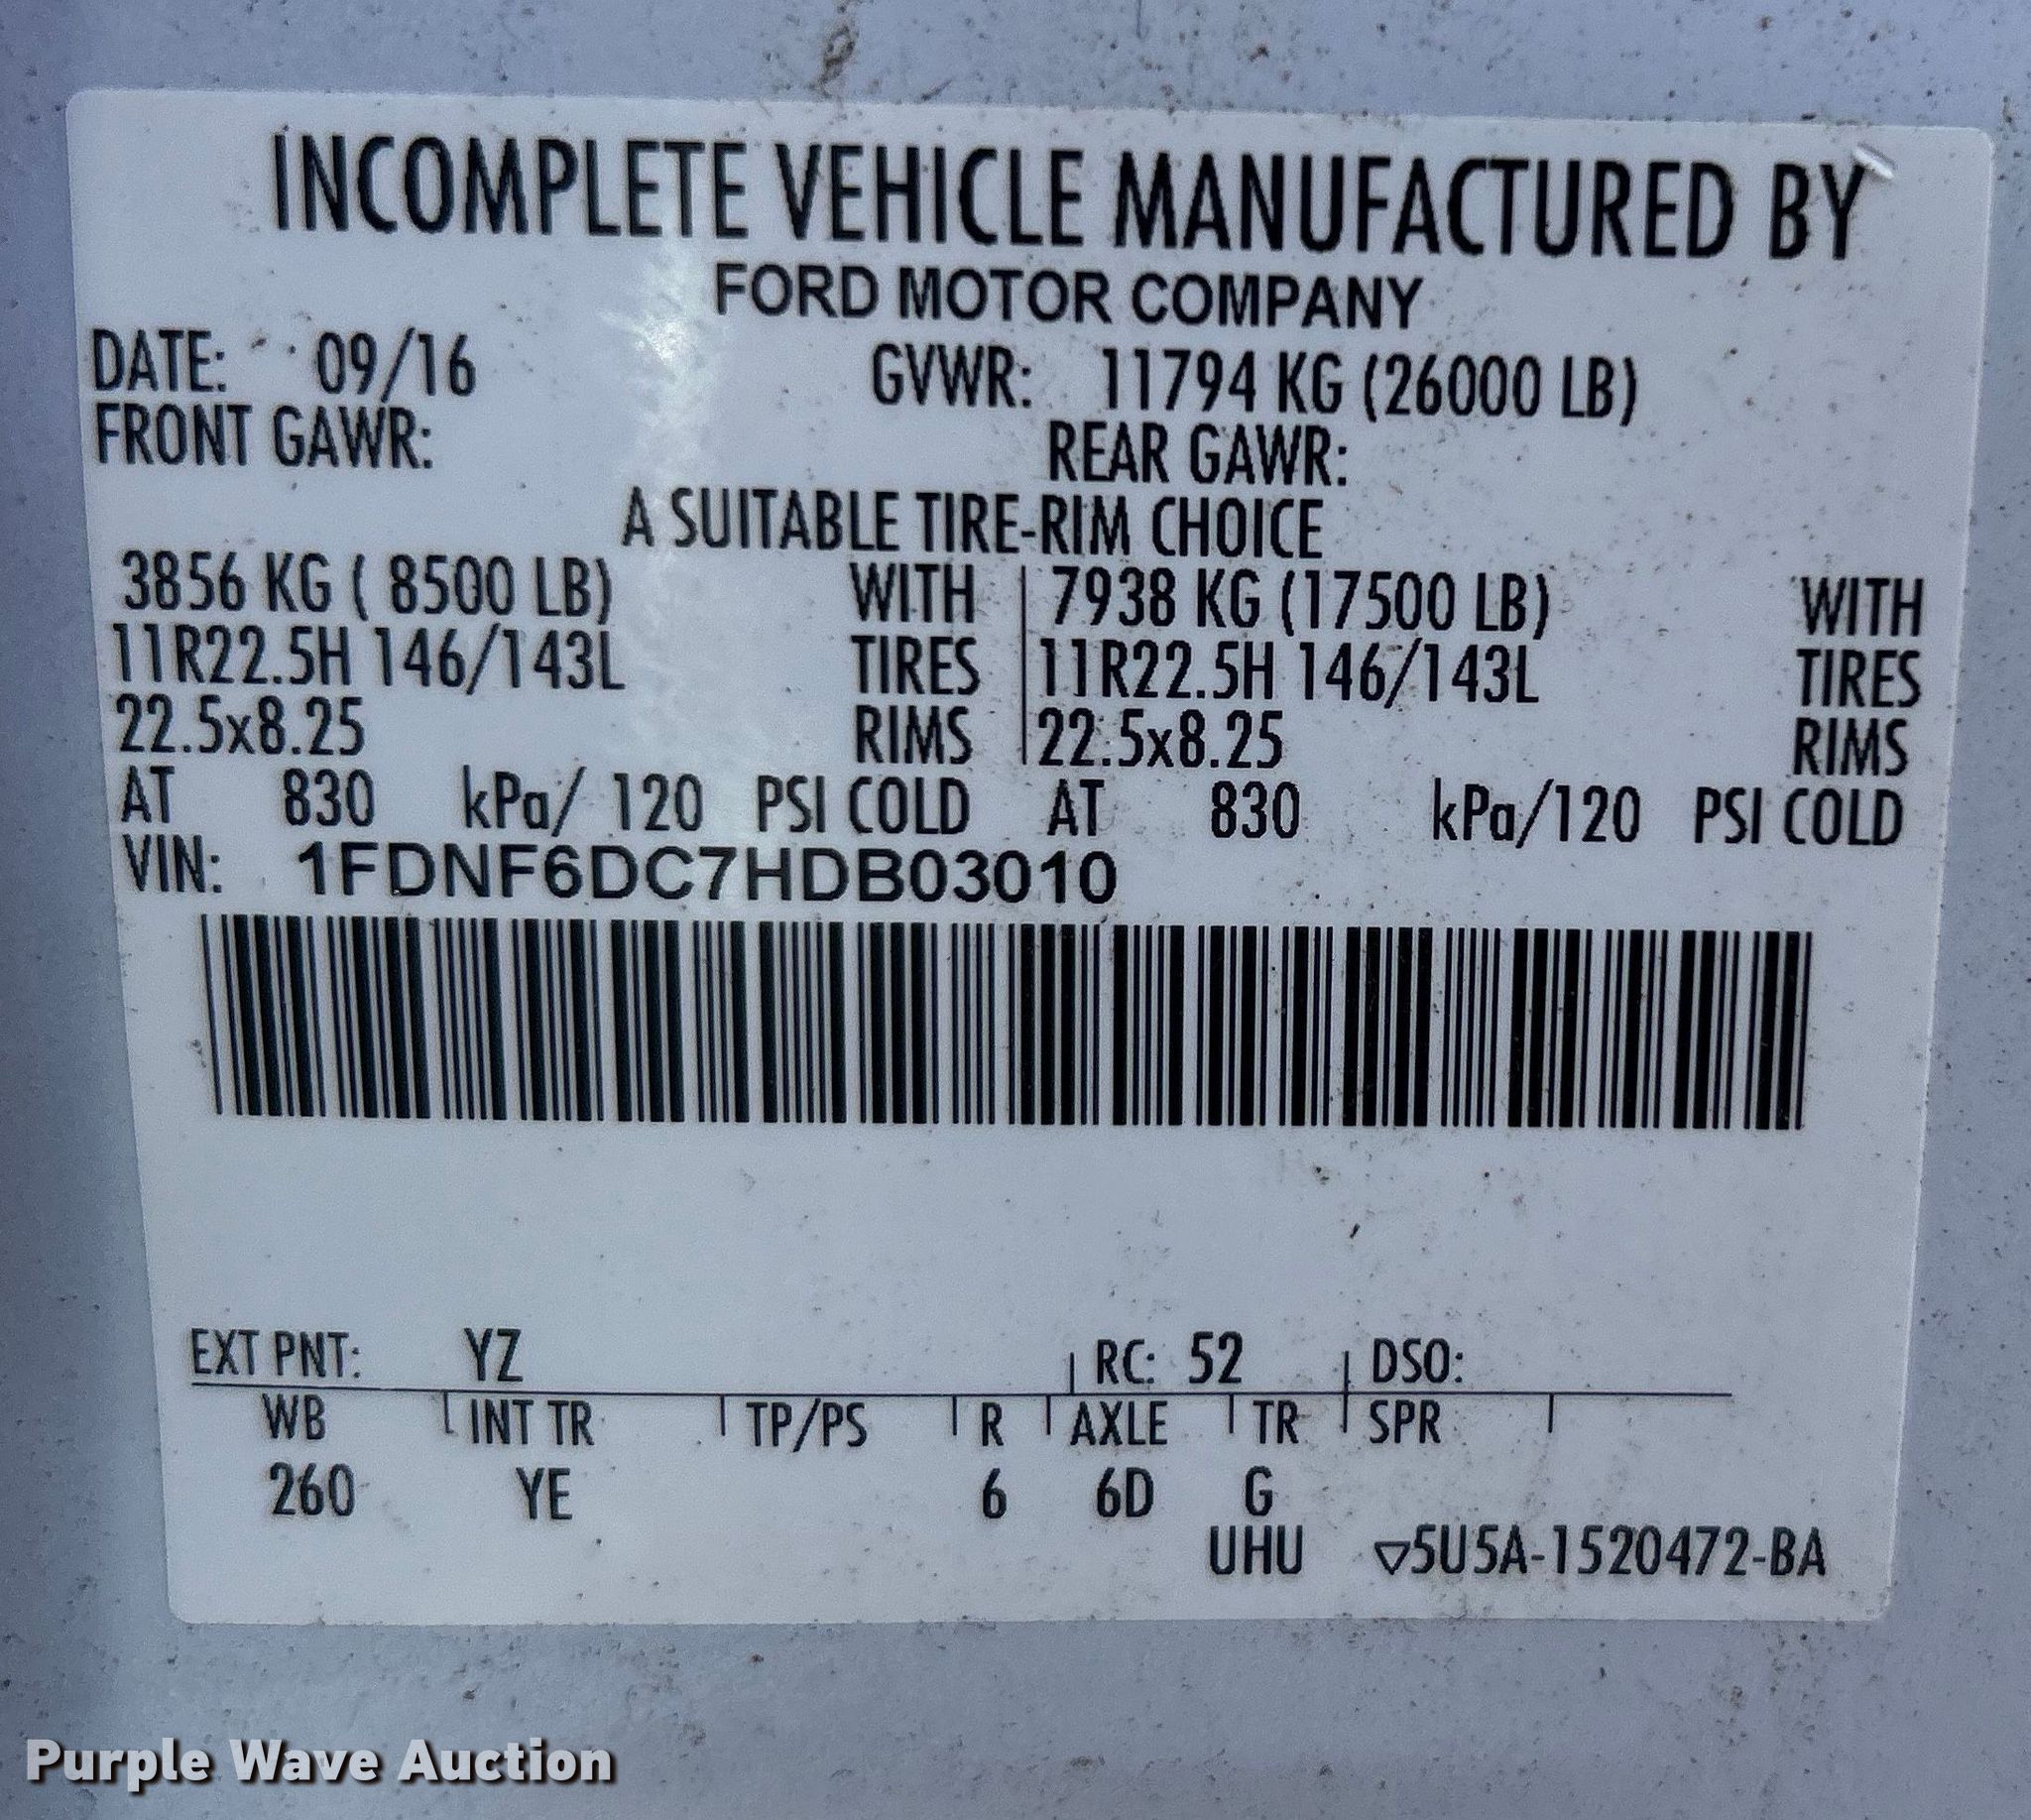 INCOMPLETE VEHICLE MANUFACTURED BY
FORD MOTOR COMPANY
DATE: 09/16 GVWR: 11794 KG (26000 LB)
FRONT GAWR: REAR GAWR:
A SUITABLE TIRE-RIM CHOICE
3856 KG ( 8500 LB) WITH 7938 KG (17500 LB) WITH
11R22.5H 146/143L TIRES 11R22.5H 146/143L TIRES
22.5x8.25 RIMS 22.5x8.25 RIMS
AT 830 kPa/ 120 PSI COLD AT 830 kPa/120 PSI COLD
VIN: 1FDNF6DC7HDB03010
EXT PNT: YZ RC: 52 DSO:
WB INT TR TP/PS R AXLE TR SPR
260 YE 6 6D G
UHU ▽5U5A-1520472-BA
Purple Wave Auction